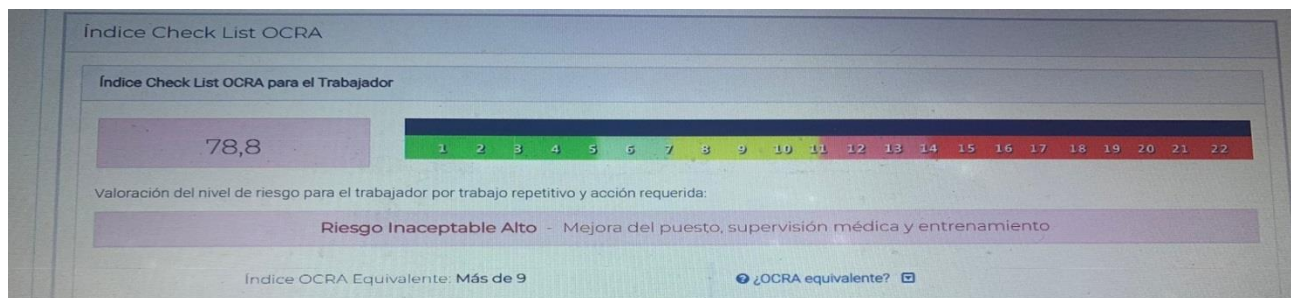 Índice Check List OCRA
Índice Check List OCRA para el Trabajador
78,8
1 2 3 4 5 6 7 8 9 10 11 12 13 14 15 16 17 18 19 20 21 22
Valoración del nivel de riesgo para el trabajador por trabajo repetitivo y acción requerida:
Riesgo Inaceptable Alto - Mejora del puesto, supervisión médica y entrenamiento
Índice OCRA Equivalente: Más de 9 ¿OCRA equivalente?